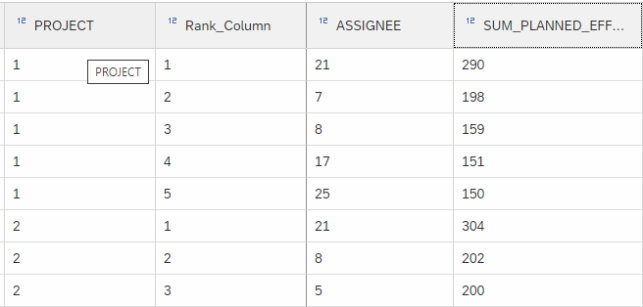 12 PROJECT 12 Rank_Column 12 ASSIGNEE 12 SUM_PLANNED_EFF...
1 PROJECT 1 21 290
1 2 7 198
1 3 8 159
1 4 17 151
1 5 25 150
2 1 21 304
2 2 8 202
2 3 5 200